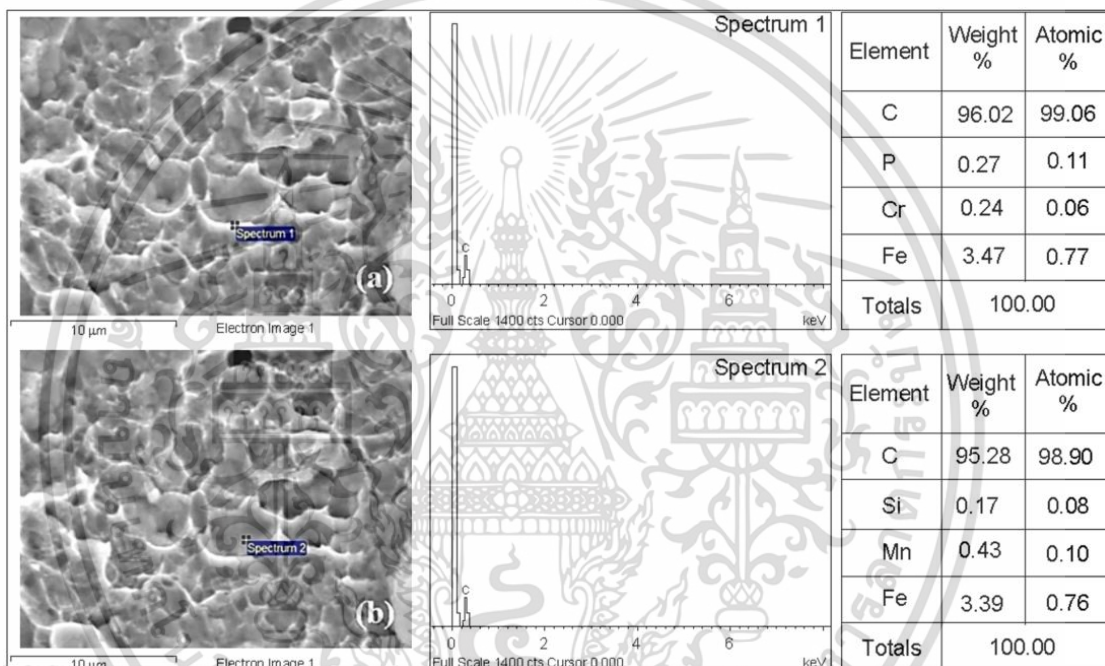 Spectrum 1
(a)
10 µm
Electron Image 1
Spectrum 1
C
0 2 4 6
Full Scale 1400 cts Cursor 0.000 keV
Element Weight % Atomic %
C 96.02 99.06
P 0.27 0.11
Cr 0.24 0.06
Fe 3.47 0.77
Totals 100.00
Spectrum 2
(b)
10 µm
Electron Image 1
Spectrum 2
C
0 2 4 6
Full Scale 1400 cts Cursor 0.000 keV
Element Weight % Atomic %
C 95.28 98.90
Si 0.17 0.08
Mn 0.43 0.10
Fe 3.39 0.76
Totals 100.00